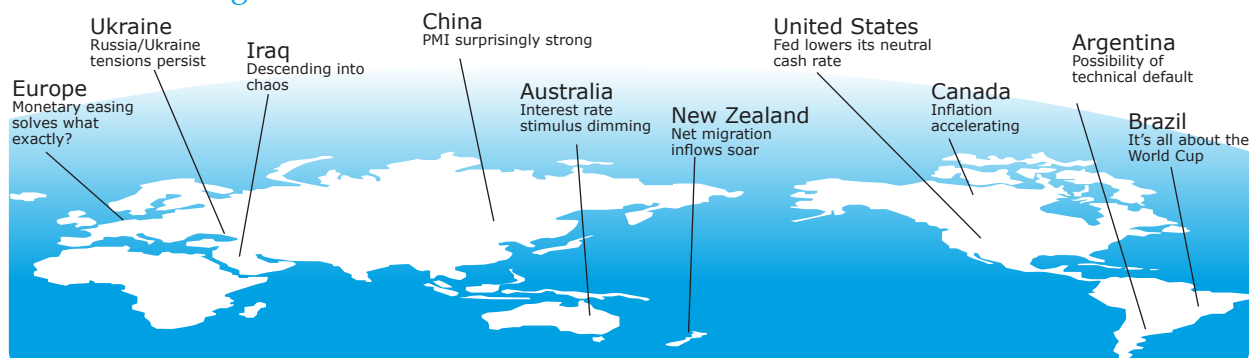 Ukraine
Russia/Ukraine
tensions persist
Iraq
Descending into
chaos
Europe
Monetary easing
solves what
exactly?
China
PMI surprisingly strong
Australia
Interest rate
stimulus dimming
New Zealand
Net migration
inflows soar
United States
Fed lowers its neutral
cash rate
Canada
Inflation
accelerating
Argentina
Possibility of
technical default
Brazil
It's all about the
World Cup